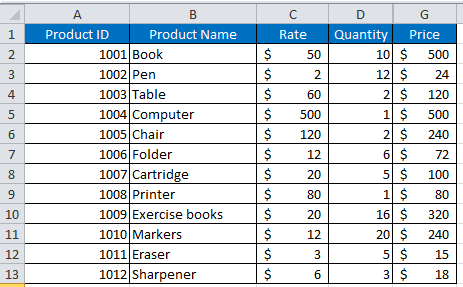 A B C D G
1 Product ID Product Name Rate Quantity Price
2 1001 Book $ 50 10 $ 500
3 1002 Pen $ 2 12 $ 24
4 1003 Table $ 60 2 $ 120
5 1004 Computer $ 500 1 $ 500
6 1005 Chair $ 120 2 $ 240
7 1006 Folder $ 12 6 $ 72
8 1007 Cartridge $ 20 5 $ 100
9 1008 Printer $ 80 1 $ 80
10 1009 Exercise books $ 20 16 $ 320
11 1010 Markers $ 12 20 $ 240
12 1011 Eraser $ 3 5 $ 15
13 1012 Sharpener $ 6 3 $ 18